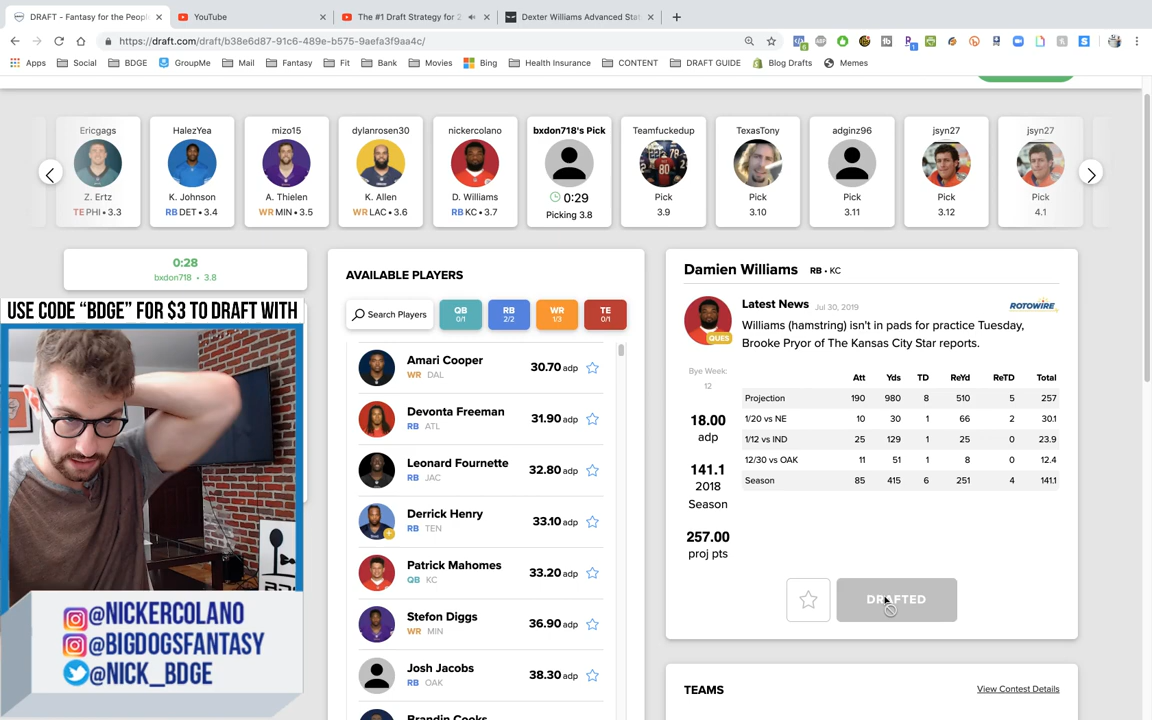 DRAFT - Fantasy for the Peopl
YouTube
The #1 Draft Strategy for 2
Dexter Williams Advanced Stat
https://draft.com/draft/b38e6d87-91c6-489e-b575-9aefa3f9aa4c/
Apps Social BDGE GroupMe Mail Fantasy Fit Bank Movies Bing Health Insurance CONTENT DRAFT GUIDE Blog Drafts Memes
Ericgags HalezYea mizo15 dylanrosen30 nickercolano bxdon718's Pick Teamfuckedup TexasTony adginz96 jsyn27 jsyn27
Z. Ertz K. Johnson A. Thielen K. Allen D. Williams 0:29 Pick Pick Pick Pick Pick
TE PHI • 3.3 RB DET • 3.4 WR MIN • 3.5 WR LAC • 3.6 RB KC • 3.7 Picking 3.8 3.9 3.10 3.11 3.12 4.1
0:28
bxdon718 • 3.8
USE CODE "BDGE" FOR $3 TO DRAFT WITH
@NICKERCOLANO
@BIGDOGSFANTASY
@NICK_BDGE
AVAILABLE PLAYERS
Search Players
QB
0/1
RB
2/2
WR
1/3
TE
0/1
Amari Cooper
WR DAL
30.70 adp
Devonta Freeman
RB ATL
31.90 adp
Leonard Fournette
RB JAC
32.80 adp
Derrick Henry
RB TEN
33.10 adp
Patrick Mahomes
QB KC
33.20 adp
Stefon Diggs
WR MIN
36.90 adp
Josh Jacobs
RB OAK
38.30 adp
Brandin Cooks
Damien Williams RB • KC
Latest News Jul 30, 2019
ROTOWIRE
Williams (hamstring) isn't in pads for practice Tuesday,
Brooke Pryor of The Kansas City Star reports.
QUES
Bye Week:
12
18.00
adp
141.1
2018
Season
257.00
proj pts
Att Yds TD ReYd ReTD Total
Projection 190 980 8 510 5 257
1/20 vs NE 10 30 1 66 2 30.1
1/12 vs IND 25 129 1 25 0 23.9
12/30 vs OAK 11 51 1 8 0 12.4
Season 85 415 6 251 4 141.1
DRAFTED
TEAMS
View Contest Details